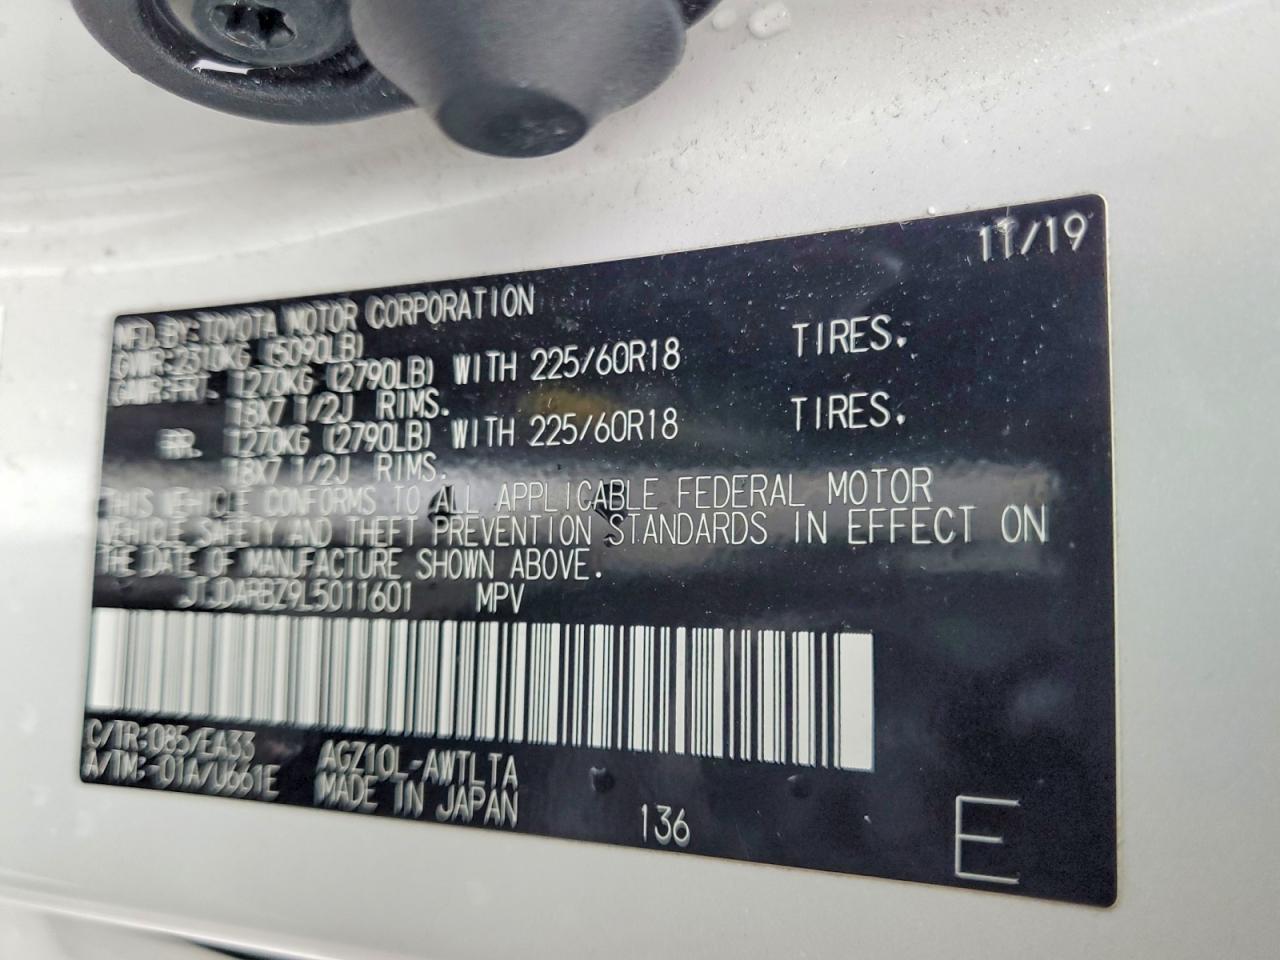 11/19
MFD.BY:TOYOTA MOTOR CORPORATION
GVWR:2310KG (5090LB)
GAWR:FRT. 1270KG (2790LB) WITH 225/60R18 TIRES.
18X7 1/2J RIMS.
RR. 1270KG (2790LB) WITH 225/60R18 TIRES.
18X7 1/2J RIMS.
THIS VEHICLE CONFORMS TO ALL APPLICABLE FEDERAL MOTOR
VEHICLE SAFETY AND THEFT PREVENTION STANDARDS IN EFFECT ON
THE DATE OF MANUFACTURE SHOWN ABOVE.
JTJDARBZ9L5011601 MPV
C/TR:085/EA33 AGZ10L-AWTLTA
A/TM:-01A/U661E MADE IN JAPAN
136
E